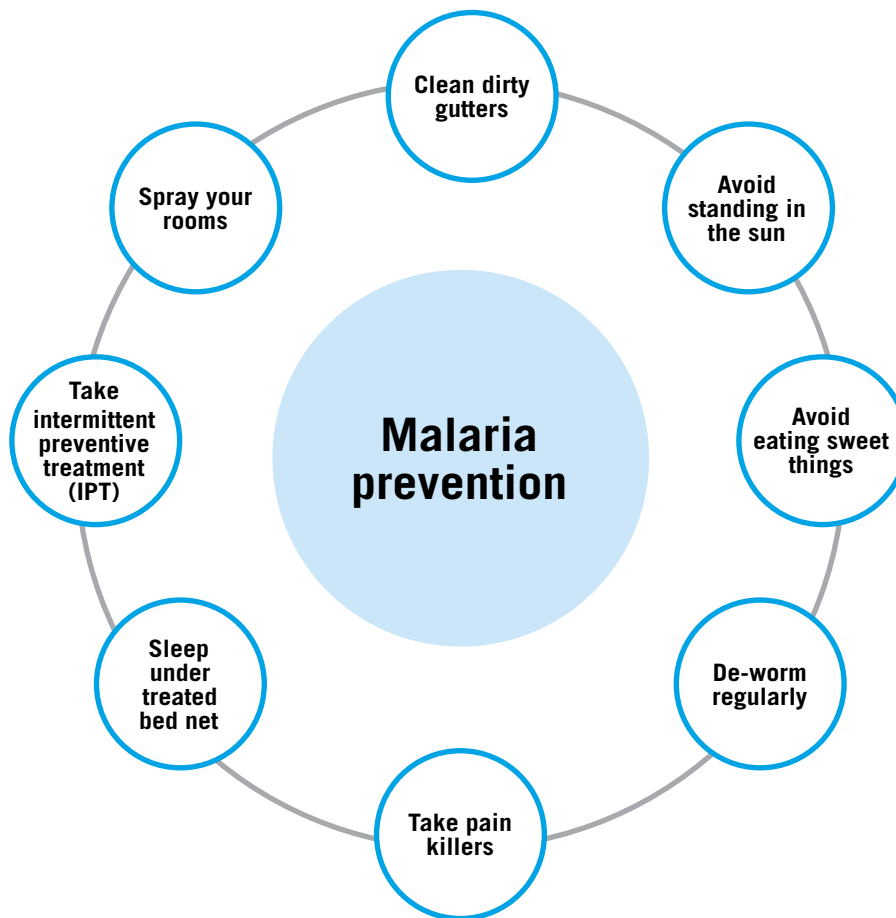 Clean dirty
gutters
Avoid
standing in
the sun
Avoid
eating sweet
things
De-worm
regularly
Take pain
killers
Sleep
under
treated
bed net
Take
intermittent
preventive
treatment
(IPT)
Spray your
rooms
Malaria
prevention